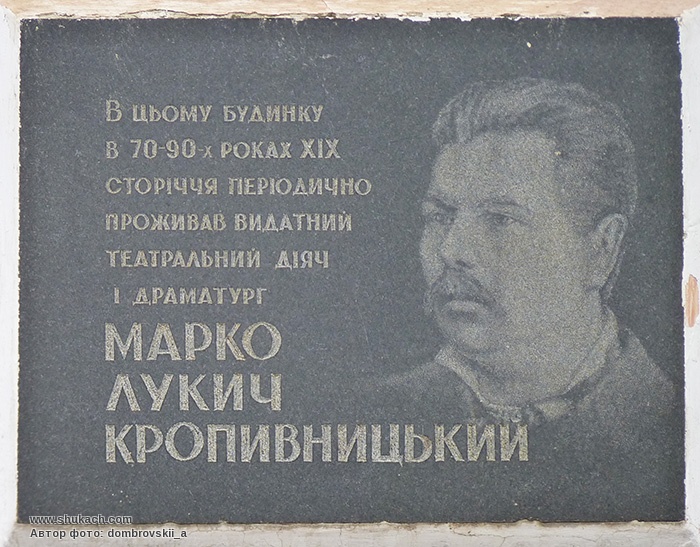 В цьому будинку
в 70-90-х роках XIX
сторіччя періодично
проживав видатний
театральний діяч
і драматург
МАРКО
ЛУКИЧ
КРОПИВНИЦЬКИЙ
www.shukach.com
Автор фото: dombrovskii_a